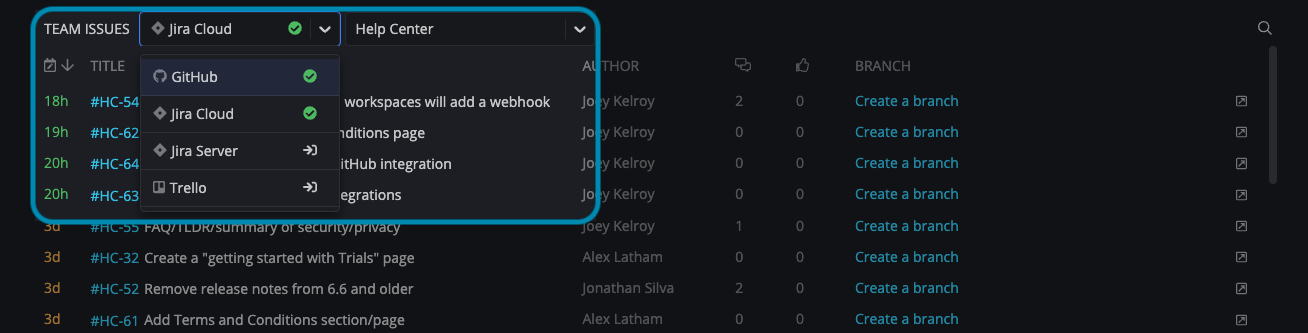 TEAM ISSUES Jira Cloud Help Center
TITLE AUTHOR BRANCH
GitHub
18h #HC-54 workspaces will add a webhook Joey Kelroy 2 0 Create a branch
Jira Cloud
19h #HC-62 nditions page Joey Kelroy 0 0 Create a branch
Jira Server
20h #HC-64 itHub integration Joey Kelroy 0 0 Create a branch
Trello
20h #HC-63 egrations Joey Kelroy 0 0 Create a branch
3d #HC-55 FAQ/TLDR/summary of security/privacy Joey Kelroy 1 0 Create a branch
3d #HC-32 Create a "getting started with Trials" page Alex Latham 0 0 Create a branch
3d #HC-52 Remove release notes from 6.6 and older Jonathan Silva 2 0 Create a branch
3d #HC-61 Add Terms and Conditions section/page Alex Latham 0 0 Create a branch